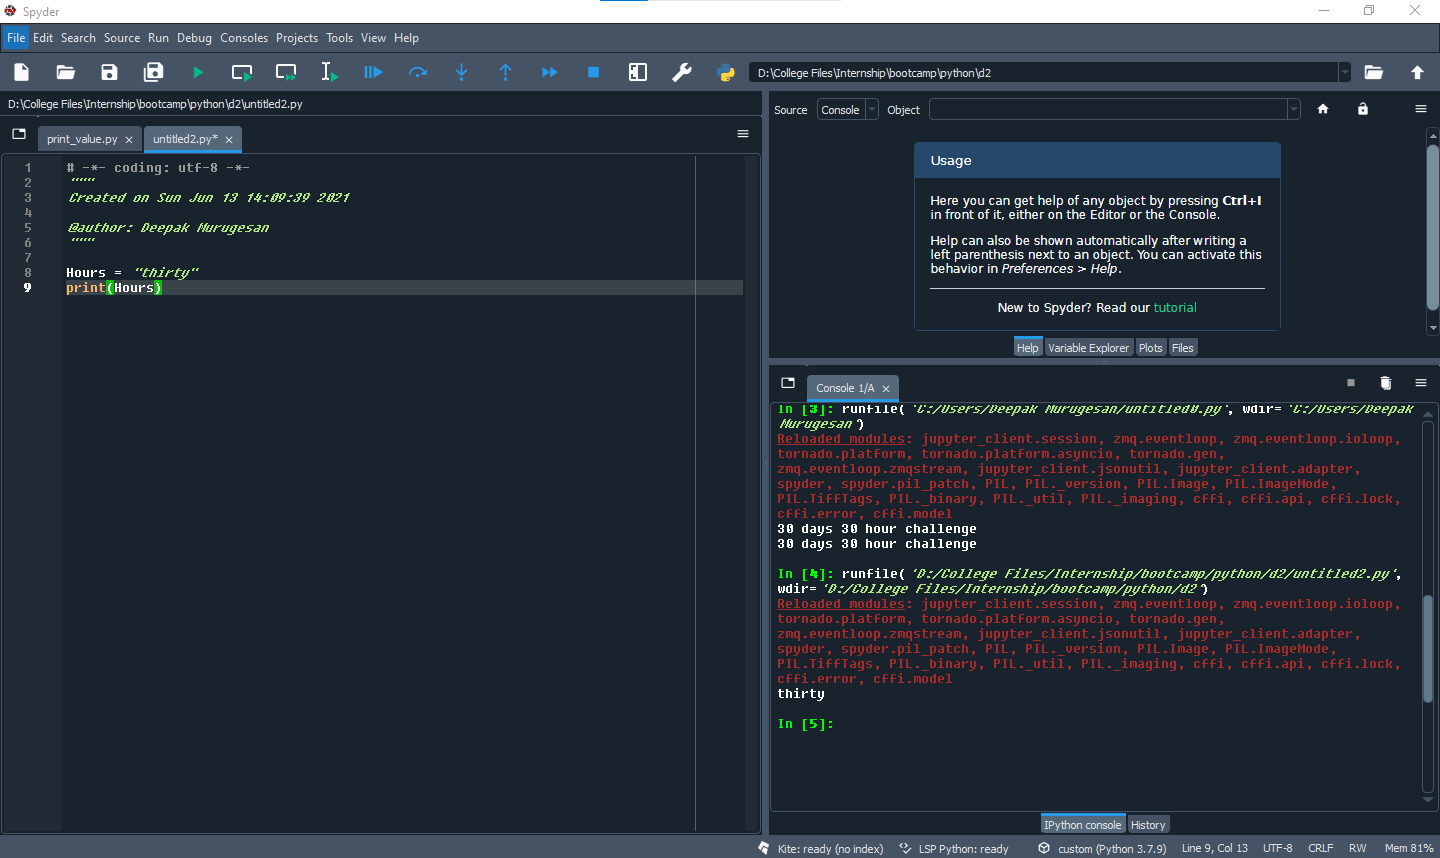 Spyder
File Edit Search Source Run Debug Consoles Projects Tools View Help
D:\College Files\Internship\bootcamp\python\d2
D:\College Files\Internship\bootcamp\python\d2\untitled2.py
print_value.py
untitled2.py*
1 # -*- coding: utf-8 -*-
2 """
3 Created on Sun Jun 13 14:09:39 2021
4
5 @author: Deepak Murugesan
6 """
7
8 Hours = "thirty"
9 print(Hours)
Source Console Object
Usage
Here you can get help of any object by pressing Ctrl+I
in front of it, either on the Editor or the Console.
Help can also be shown automatically after writing a
left parenthesis next to an object. You can activate this
behavior in Preferences > Help.
New to Spyder? Read our tutorial
Help Variable Explorer Plots Files
Console 1/A
In [3]: runfile('C:/Users/Deepak Murugesan/untitled0.py', wdir='C:/Users/Deepak
Murugesan')
Reloaded modules: jupyter_client.session, zmq.eventloop, zmq.eventloop.ioloop,
tornado.platform, tornado.platform.asyncio, tornado.gen,
zmq.eventloop.zmqstream, jupyter_client.jsonutil, jupyter_client.adapter,
spyder, spyder.pil_patch, PIL, PIL._version, PIL.Image, PIL.ImageMode,
PIL.TiffTags, PIL._binary, PIL._util, PIL._imaging, cffi, cffi.api, cffi.lock,
cffi.error, cffi.model
30 days 30 hour challenge
30 days 30 hour challenge
In [4]: runfile('D:/College Files/Internship/bootcamp/python/d2/untitled2.py',
wdir='D:/College Files/Internship/bootcamp/python/d2')
Reloaded modules: jupyter_client.session, zmq.eventloop, zmq.eventloop.ioloop,
tornado.platform, tornado.platform.asyncio, tornado.gen,
zmq.eventloop.zmqstream, jupyter_client.jsonutil, jupyter_client.adapter,
spyder, spyder.pil_patch, PIL, PIL._version, PIL.Image, PIL.ImageMode,
PIL.TiffTags, PIL._binary, PIL._util, PIL._imaging, cffi, cffi.api, cffi.lock,
cffi.error, cffi.model
thirty
In [5]:
IPython console History
Kite: ready (no index) LSP Python: ready custom (Python 3.7.9) Line 9, Col 13 UTF-8 CRLF RW Mem 81%